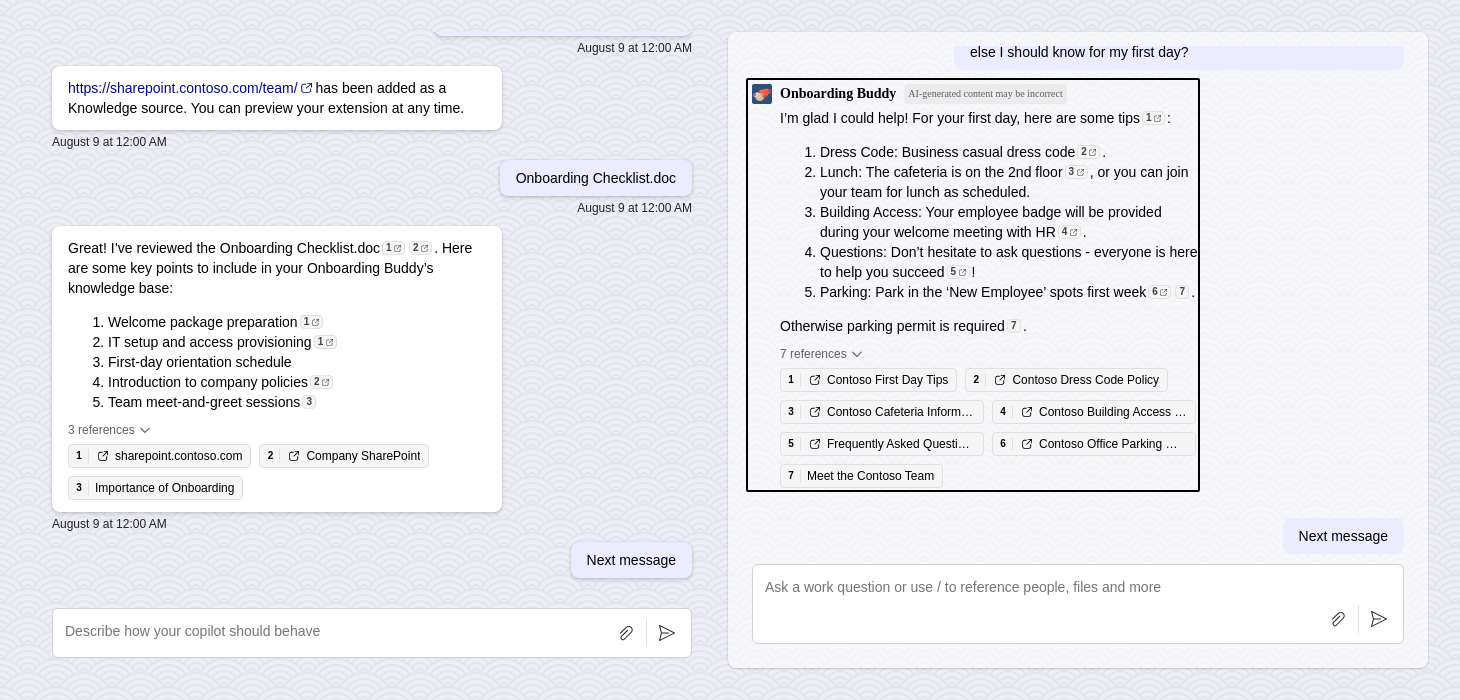 August 9 at 12:00 AM
https://sharepoint.contoso.com/team/ has been added as a
Knowledge source. You can preview your extension at any time.
August 9 at 12:00 AM
Onboarding Checklist.doc
August 9 at 12:00 AM
Great! I’ve reviewed the Onboarding Checklist.doc 1 2 . Here
are some key points to include in your Onboarding Buddy’s
knowledge base:
1. Welcome package preparation 1
2. IT setup and access provisioning 1
3. First-day orientation schedule
4. Introduction to company policies 2
5. Team meet-and-greet sessions 3
3 references
1 sharepoint.contoso.com 2 Company SharePoint
3 Importance of Onboarding
August 9 at 12:00 AM
Next message
Describe how your copilot should behave
else I should know for my first day?
Onboarding Buddy AI-generated content may be incorrect
I’m glad I could help! For your first day, here are some tips 1 :
1. Dress Code: Business casual dress code 2 .
2. Lunch: The cafeteria is on the 2nd floor 3 , or you can join
your team for lunch as scheduled.
3. Building Access: Your employee badge will be provided
during your welcome meeting with HR 4 .
4. Questions: Don’t hesitate to ask questions - everyone is here
to help you succeed 5 !
5. Parking: Park in the ‘New Employee’ spots first week 6 7 .
Otherwise parking permit is required 7 .
7 references
1 Contoso First Day Tips 2 Contoso Dress Code Policy
3 Contoso Cafeteria Inform… 4 Contoso Building Access …
5 Frequently Asked Questi… 6 Contoso Office Parking …
7 Meet the Contoso Team
Next message
Ask a work question or use / to reference people, files and more